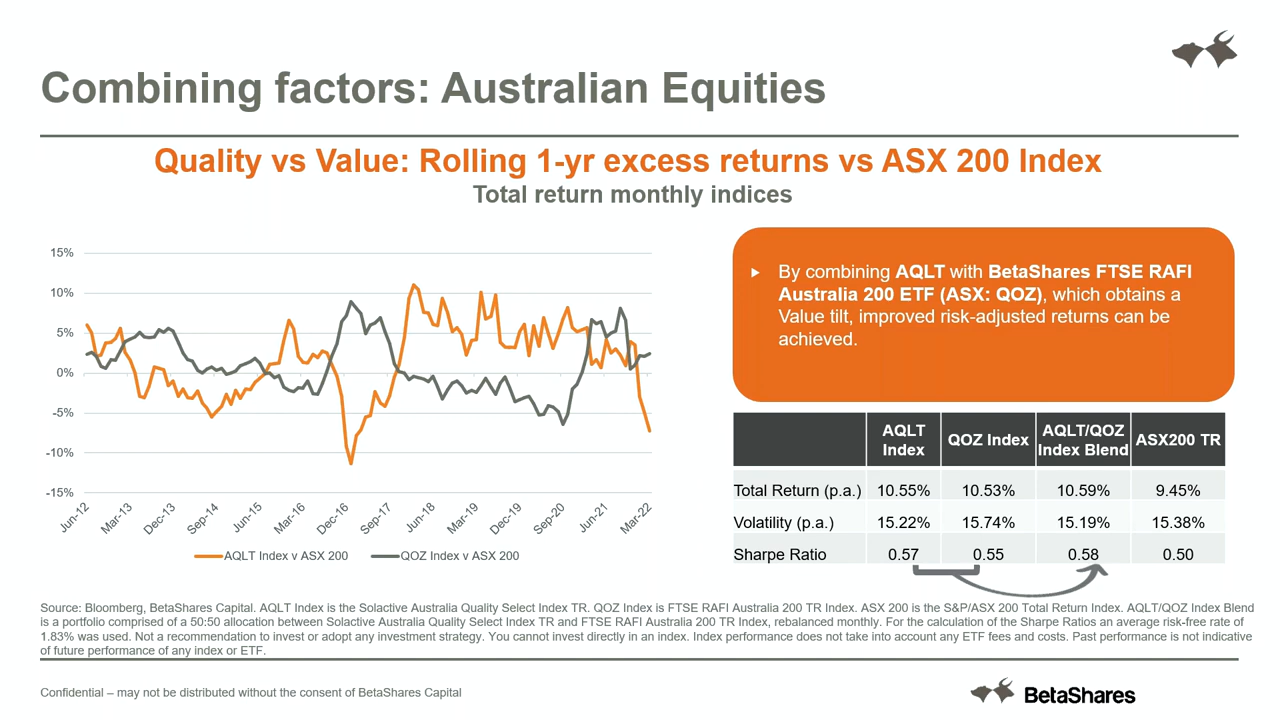 Combining factors: Australian Equities
Quality vs Value: Rolling 1-yr excess returns vs ASX 200 Index
Total return monthly indices
15%
10%
5%
0%
-5%
-10%
-15%
Jun-12
Mar-13
Dec-13
Sep-14
Jun-15
Mar-16
Dec-16
Sep-17
Jun-18
Mar-19
Dec-19
Sep-20
Jun-21
Mar-22
AQLT Index v ASX 200
QOZ Index v ASX 200
By combining AQLT with BetaShares FTSE RAFI
Australia 200 ETF (ASX: QOZ), which obtains a
Value tilt, improved risk-adjusted returns can be
achieved.
AQLT Index QOZ Index AQLT/QOZ Index Blend ASX200 TR
Total Return (p.a.) 10.55% 10.53% 10.59% 9.45%
Volatility (p.a.) 15.22% 15.74% 15.19% 15.38%
Sharpe Ratio 0.57 0.55 0.58 0.50
Source: Bloomberg, BetaShares Capital. AQLT Index is the Solactive Australia Quality Select Index TR. QOZ Index is FTSE RAFI Australia 200 TR Index. ASX 200 is the S&P/ASX 200 Total Return Index. AQLT/QOZ Index Blend
is a portfolio comprised of a 50:50 allocation between Solactive Australia Quality Select Index TR and FTSE RAFI Australia 200 TR Index, rebalanced monthly. For the calculation of the Sharpe Ratios an average risk-free rate of
1.83% was used. Not a recommendation to invest or adopt any investment strategy. You cannot invest directly in an index. Index performance does not take into account any ETF fees and costs. Past performance is not indicative
of future performance of any index or ETF.
Confidential – may not be distributed without the consent of BetaShares Capital
BetaShares